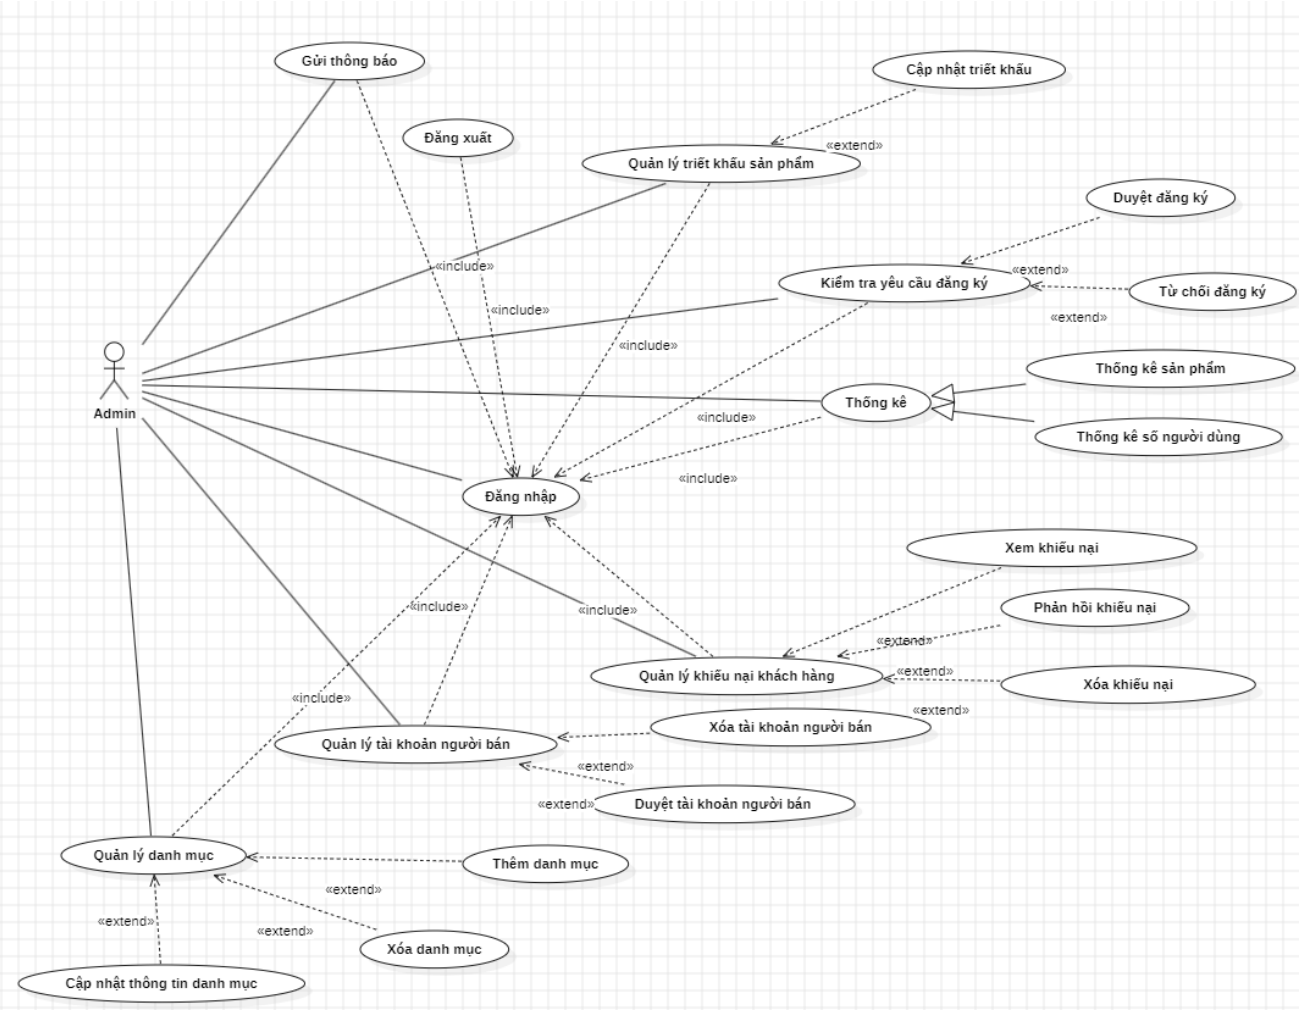 Gửi thông báo
Cập nhật triết khấu
Đăng xuất
«extend»
Quản lý triết khấu sản phẩm
Duyệt đăng ký
«include»
«extend»
Kiểm tra yêu cầu đăng ký
Từ chối đăng ký
«include»
«extend»
«include»
Thống kê sản phẩm
Admin
Thống kê
«include»
Thống kê số người dùng
«include»
Đăng nhập
Xem khiếu nại
«include»
«include»
Phản hồi khiếu nại
«extend»
«extend»
Quản lý khiếu nại khách hàng
Xóa khiếu nại
«include»
«extend»
Xóa tài khoản người bán
Quản lý tài khoản người bán
«extend»
«extend»
Duyệt tài khoản người bán
Quản lý danh mục
Thêm danh mục
«extend»
«extend»
«extend»
Xóa danh mục
Cập nhật thông tin danh mục